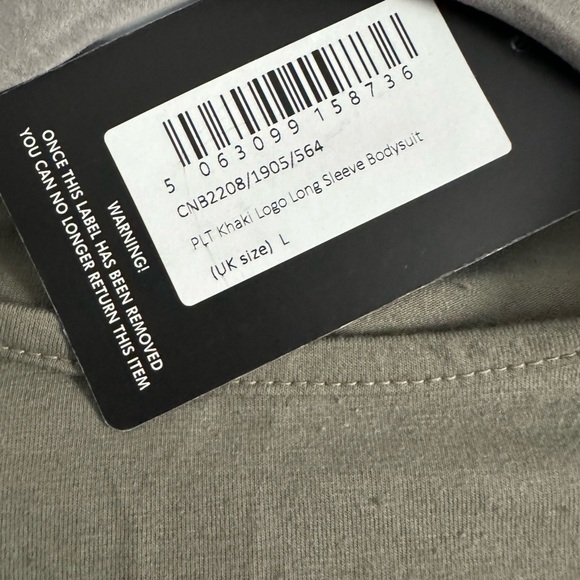 5 063099 158736
CNB2208/1905/564
PLT Khaki Logo Long Sleeve Bodysuit
(UK size) L
WARNING!
ONCE THIS LABEL HAS BEEN REMOVED
YOU CAN NO LONGER RETURN THIS ITEM